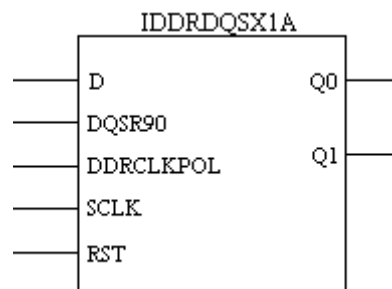 IDDRDQSX1A
D
Q0
DQSR90
DDRCLKPOL
Q1
SCLK
RST